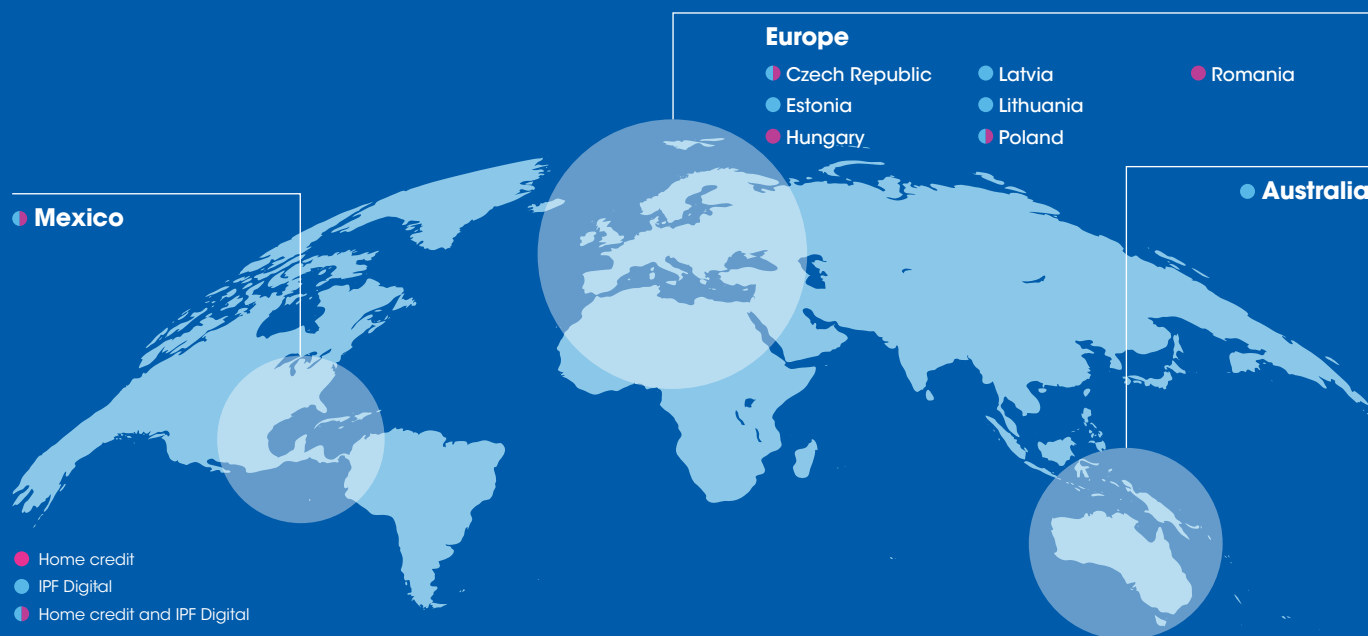 Europe
Czech Republic
Latvia
Romania
Estonia
Lithuania
Hungary
Poland
Australia
Mexico
Home credit
IPF Digital
Home credit and IPF Digital